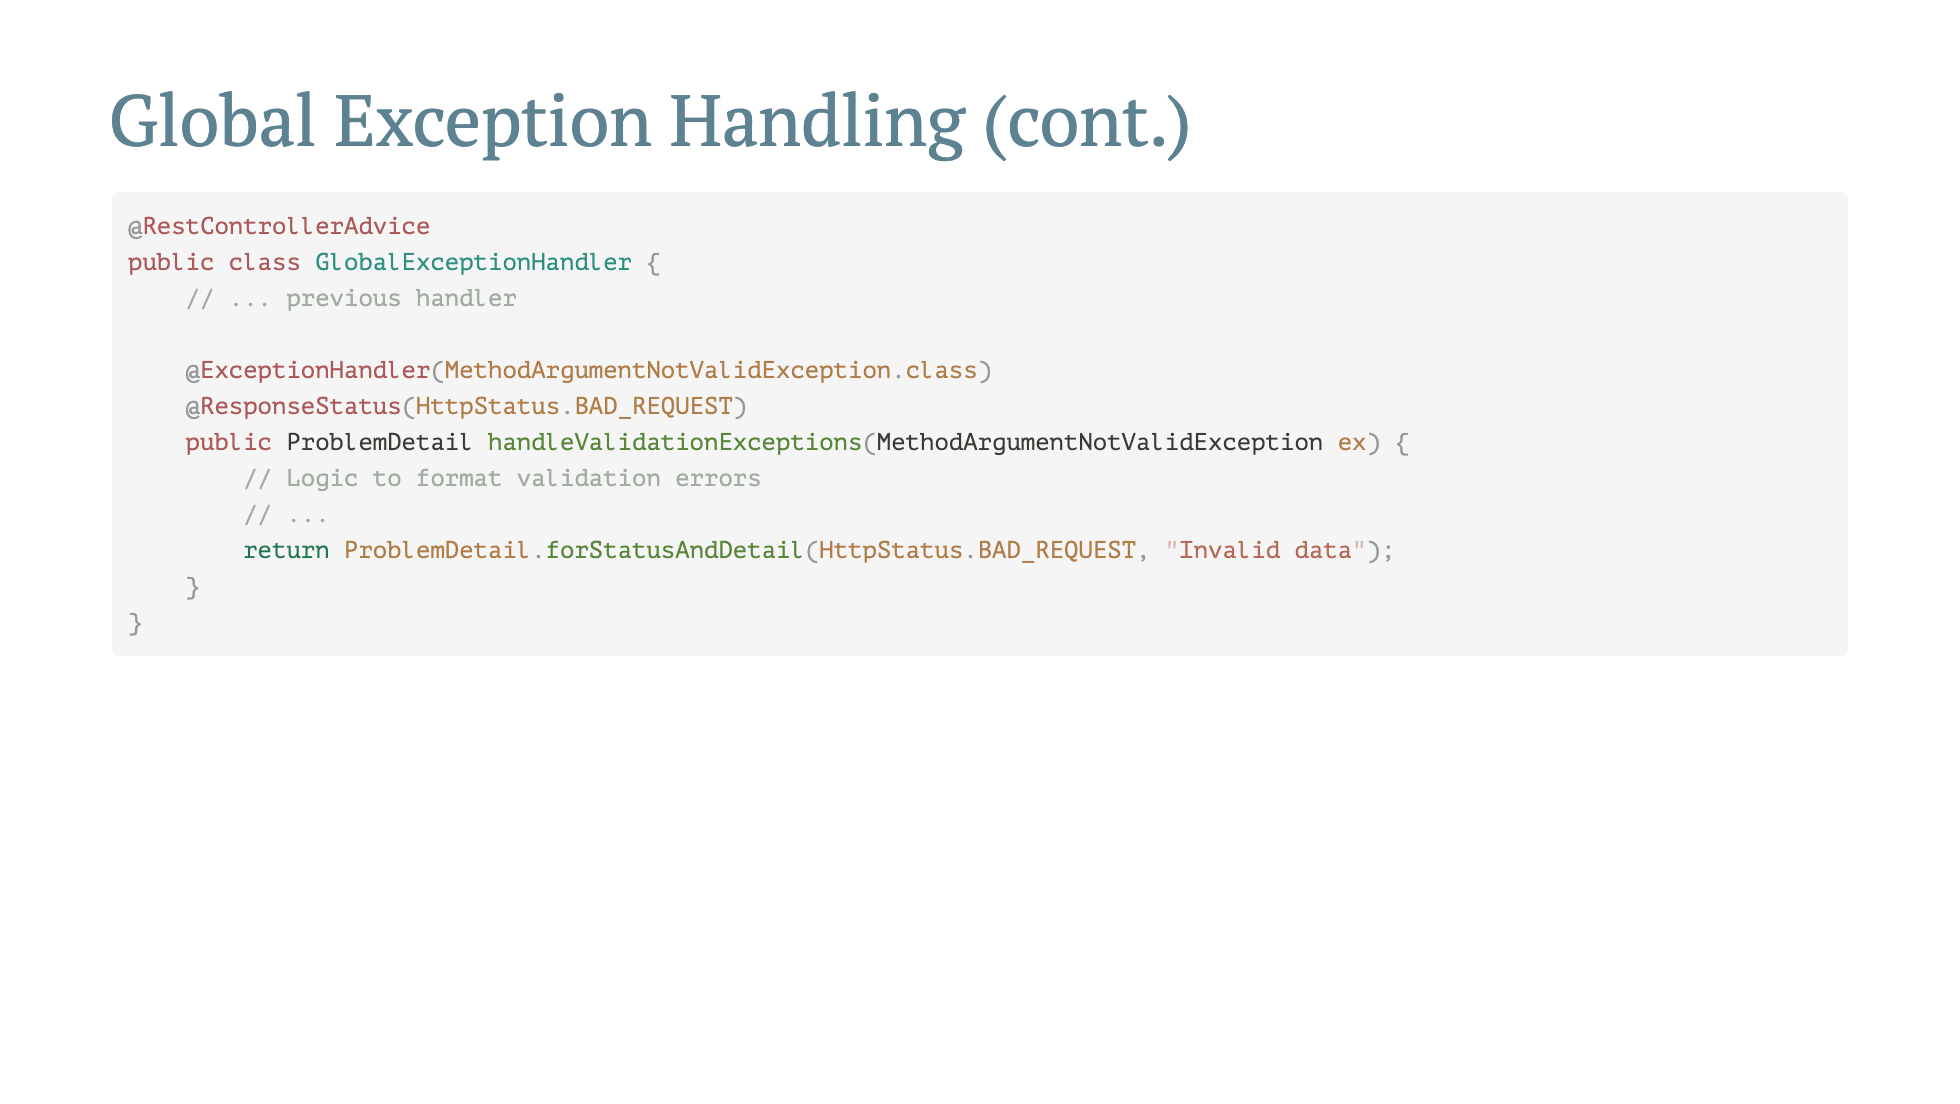 Global Exception Handling (cont.)
@RestControllerAdvice
public class GlobalExceptionHandler {
    // ... previous handler

    @ExceptionHandler(MethodArgumentNotValidException.class)
    @ResponseStatus(HttpStatus.BAD_REQUEST)
    public ProblemDetail handleValidationExceptions(MethodArgumentNotValidException ex) {
        // Logic to format validation errors
        // ...
        return ProblemDetail.forStatusAndDetail(HttpStatus.BAD_REQUEST, "Invalid data");
    }
}